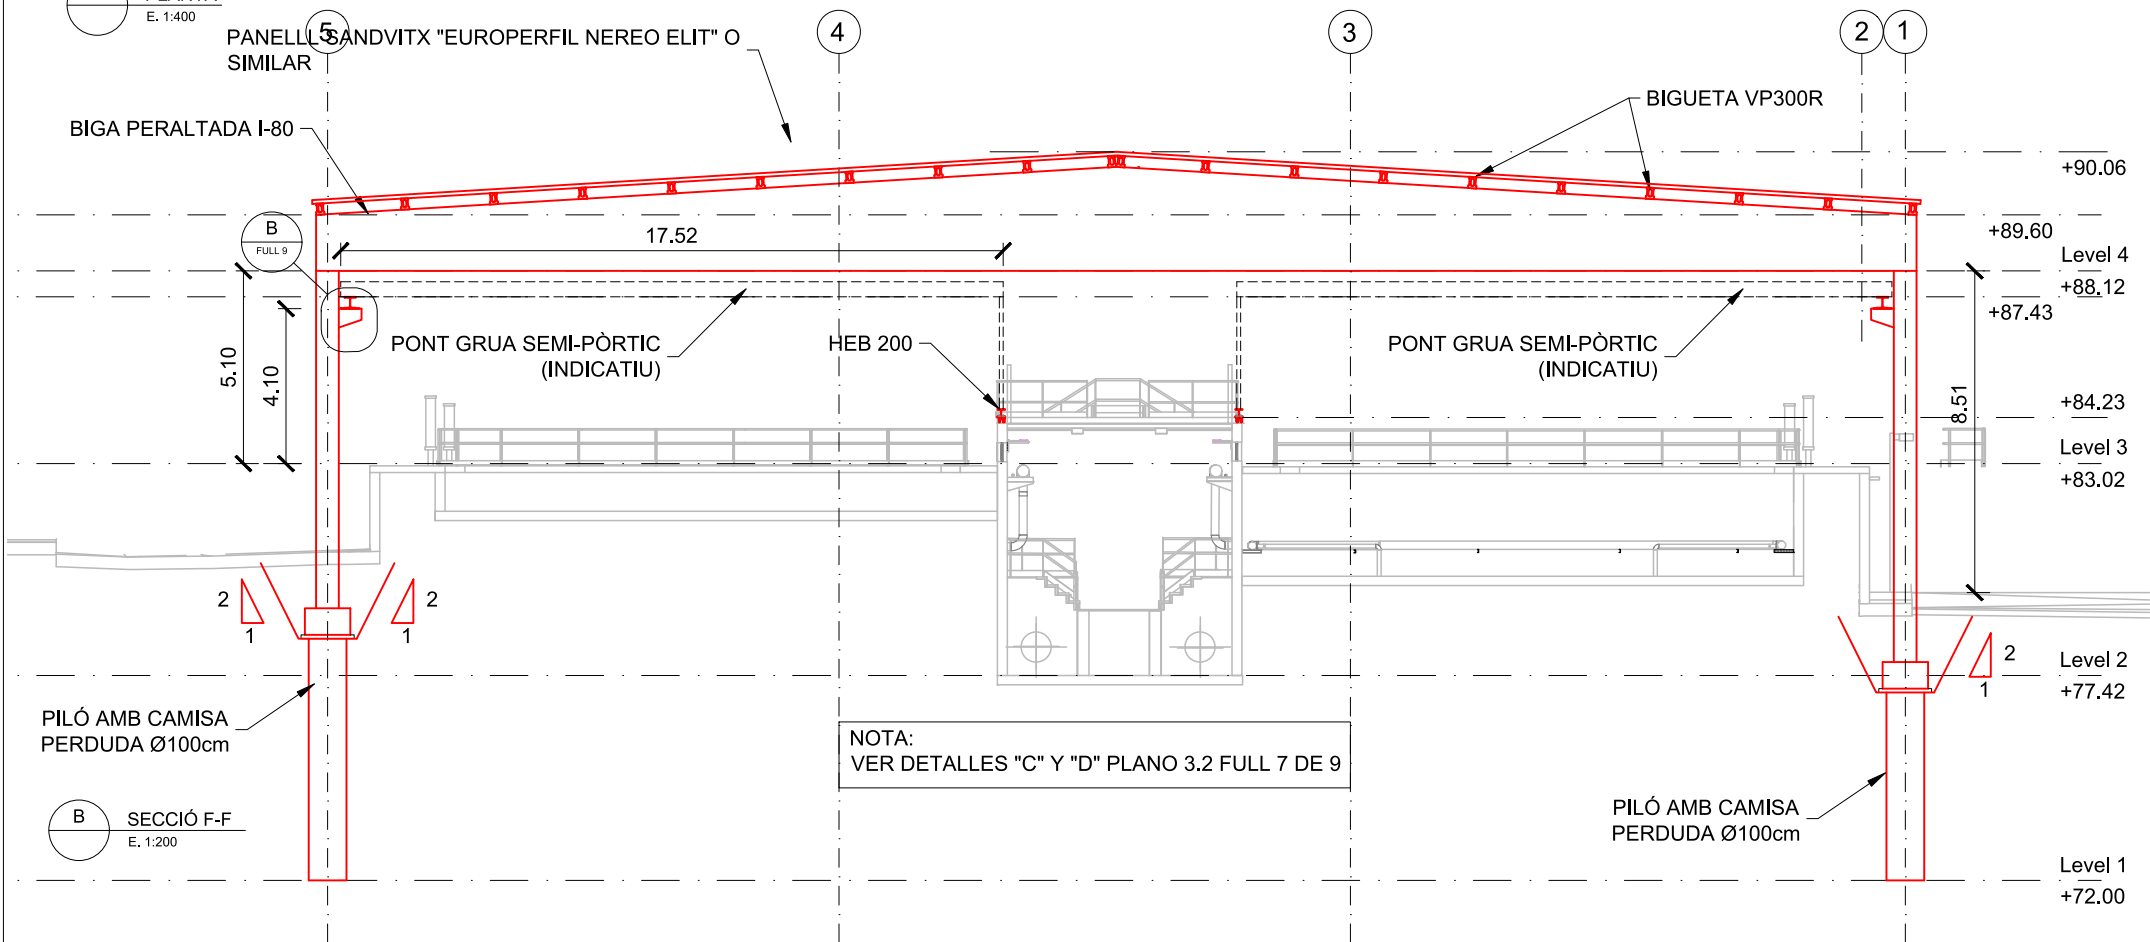 E. 1:400
5
4
3
2
1
PANELLL SANDVITX "EUROPERFIL NEREO ELIT" O
SIMILAR
BIGUETA VP300R
BIGA PERALTADA I-80
+90.06
B
FULL 9
17.52
+89.60
Level 4
+88.12
+87.43
PONT GRUA SEMI-PÒRTIC
(INDICATIU)
HEB 200
PONT GRUA SEMI-PÒRTIC
(INDICATIU)
5.10
4.10
8.51
+84.23
Level 3
+83.02
2
1
2
1
2
1
Level 2
+77.42
PILÓ AMB CAMISA
PERDUDA Ø100cm
NOTA:
VER DETALLES "C" Y "D" PLANO 3.2 FULL 7 DE 9
PILÓ AMB CAMISA
PERDUDA Ø100cm
B
SECCIÓ F-F
E. 1:200
Level 1
+72.00